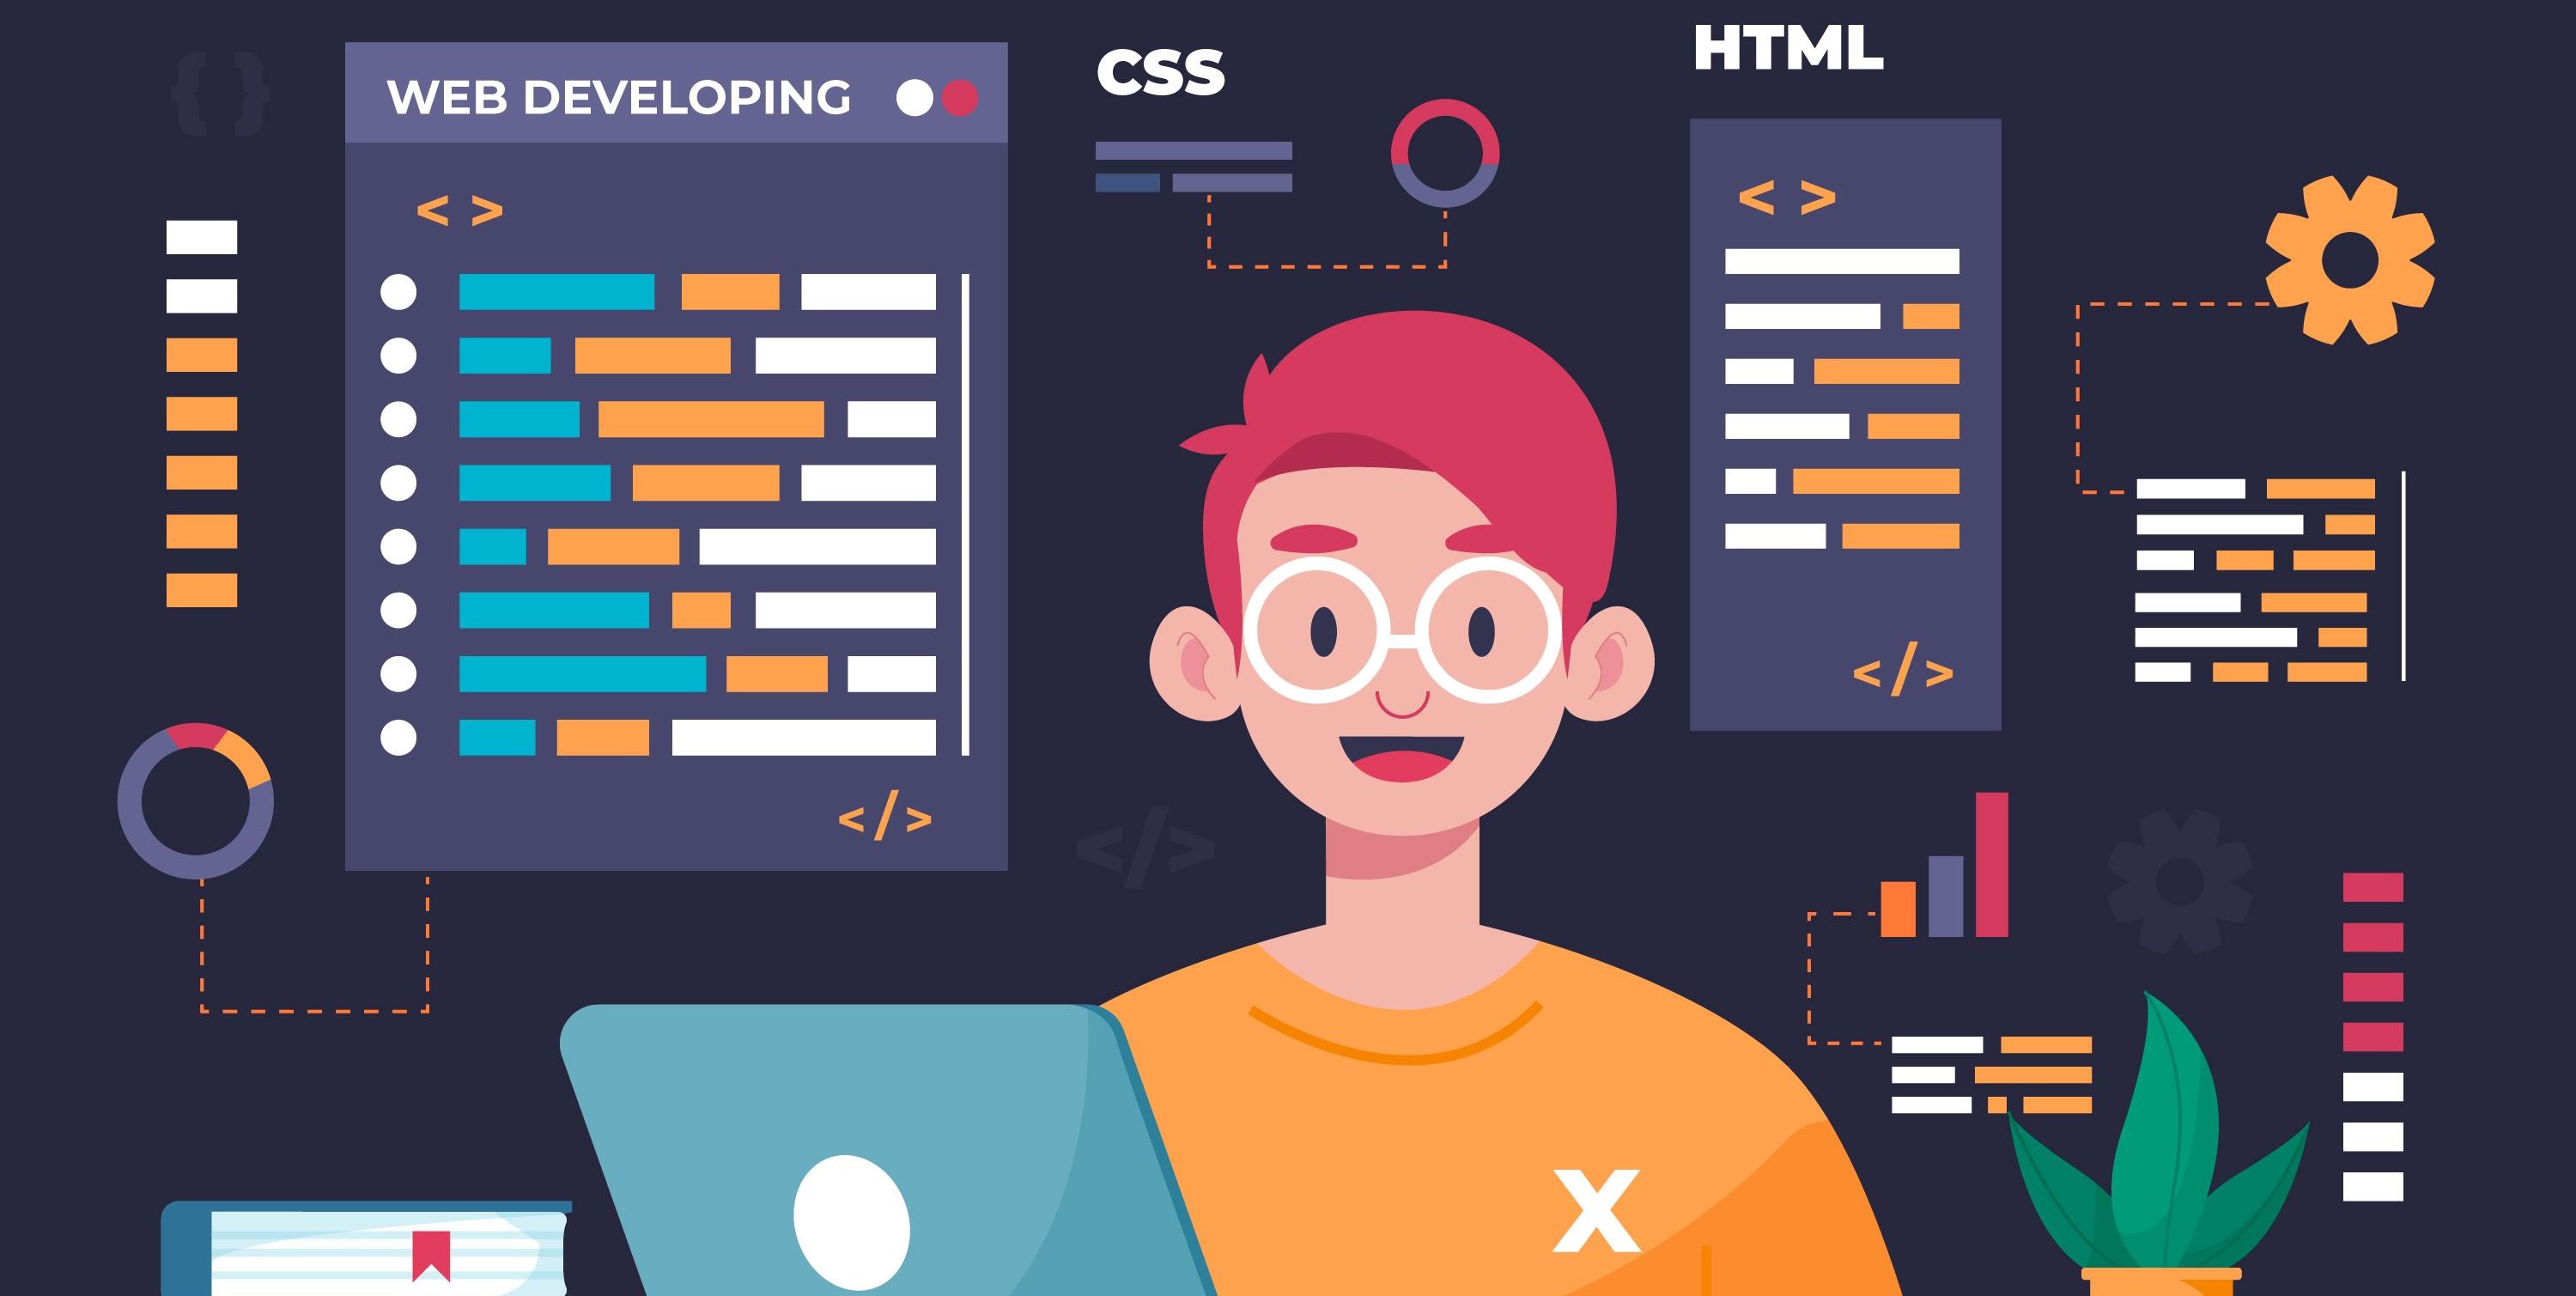 { }
WEB DEVELOPING
< >
</>
CSS
HTML
< >
</>
</>
X